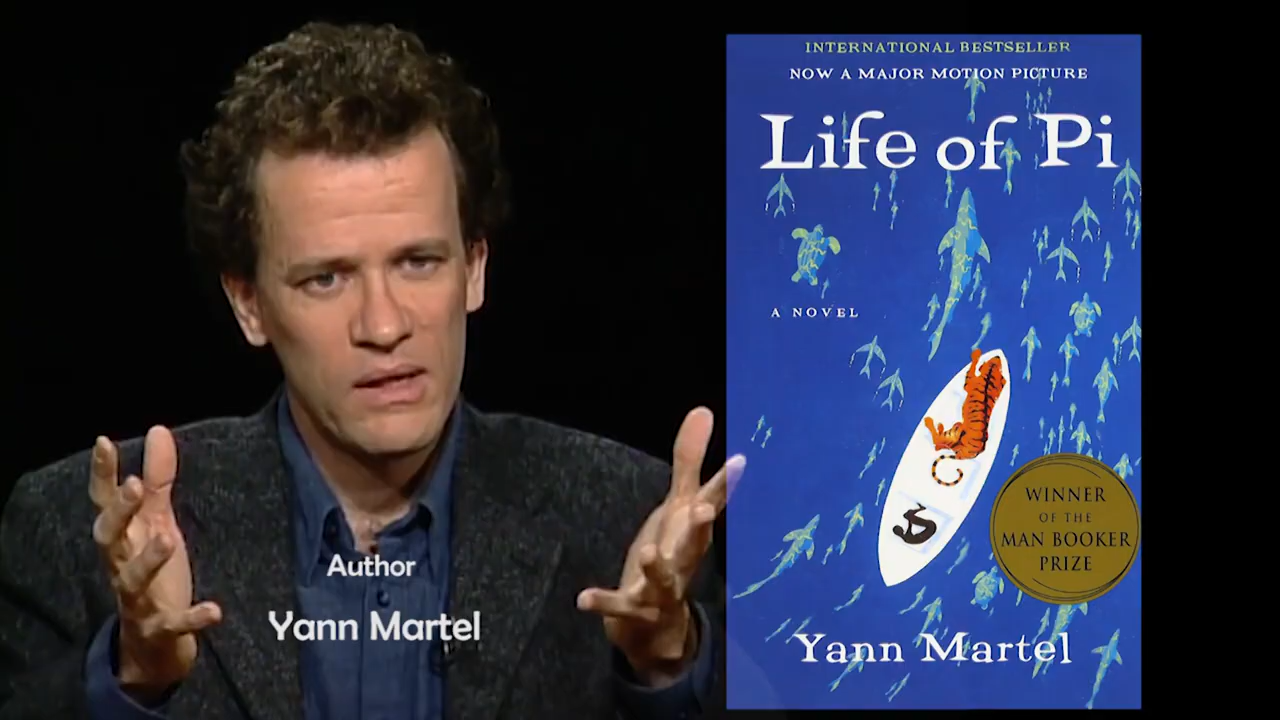 Author
Yann Martel
INTERNATIONAL BESTSELLER
NOW A MAJOR MOTION PICTURE
Life of Pi
A NOVEL
WINNER
OF THE
MAN BOOKER
PRIZE
Yann Martel